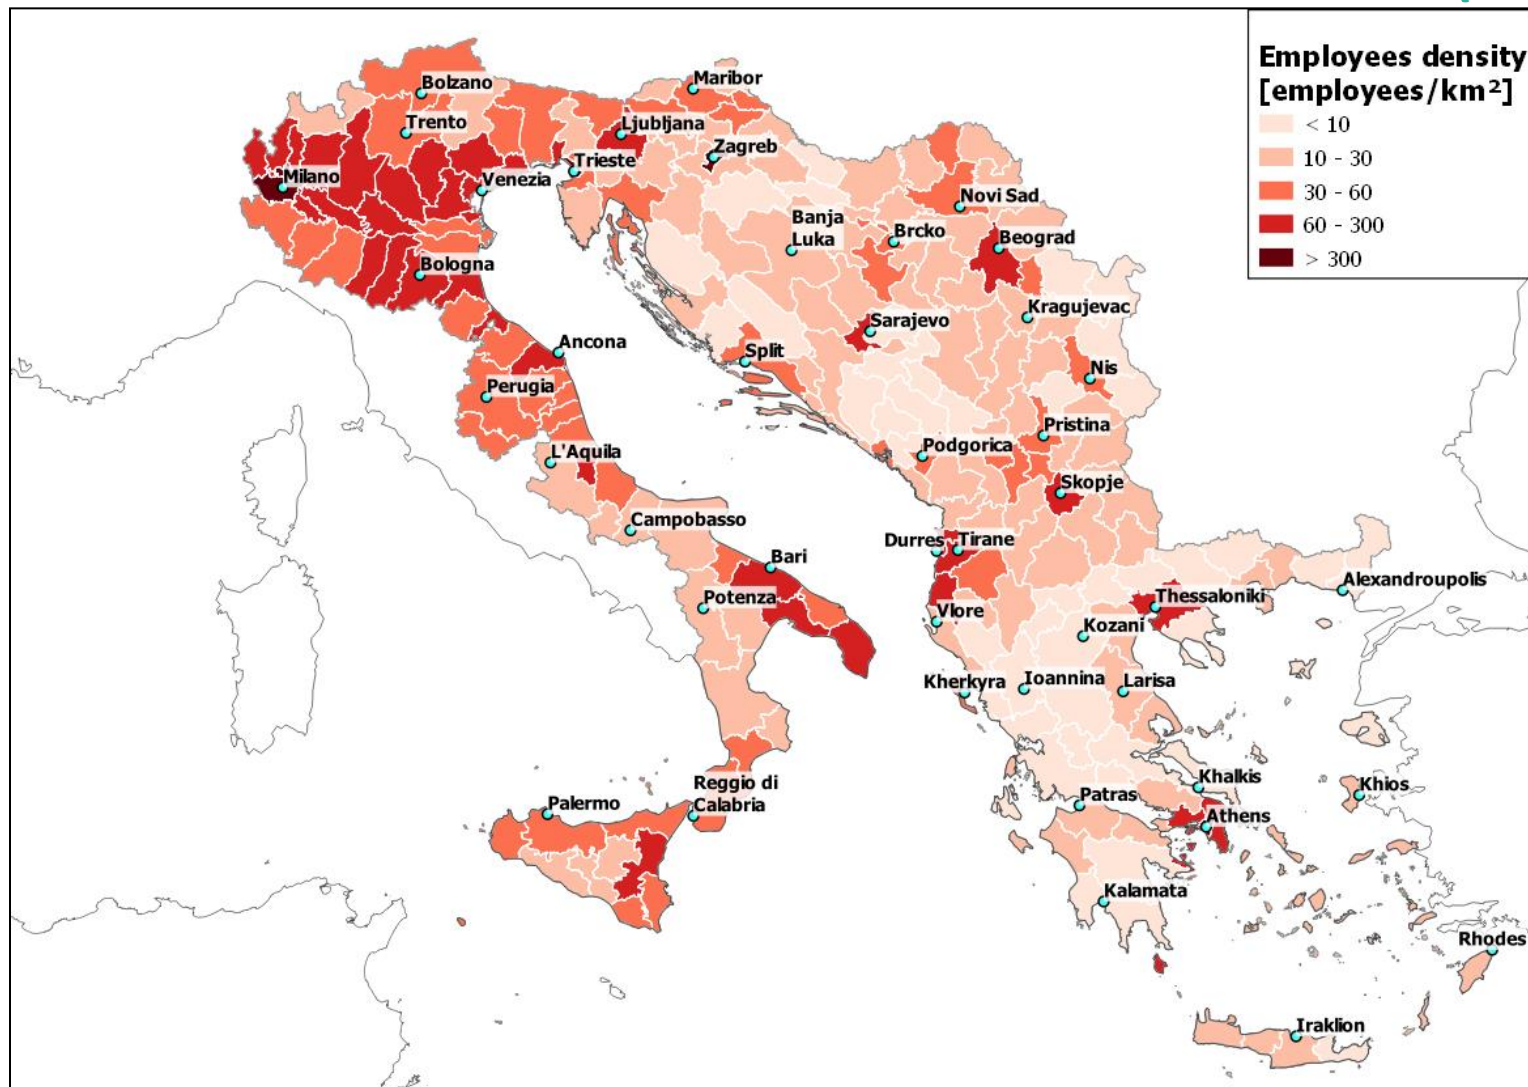 Employees density
[employees/km²]
< 10
10 - 30
30 - 60
60 - 300
> 300
Bolzano
Maribor
Trento
Ljubljana
Zagreb
Trieste
Milano
Venezia
Novi Sad
Banja
Luka
Brcko
Beograd
Bologna
Kragujevac
Sarajevo
Ancona
Split
Nis
Perugia
Pristina
Podgorica
L'Aquila
Skopje
Campobasso
Durres
Tirane
Bari
Alexandroupolis
Potenza
Thessaloniki
Vlore
Kozani
Kherkyra
Ioannina
Larisa
Reggio di
Calabria
Khalkis
Khios
Palermo
Patras
Athens
Kalamata
Rhodes
Iraklion